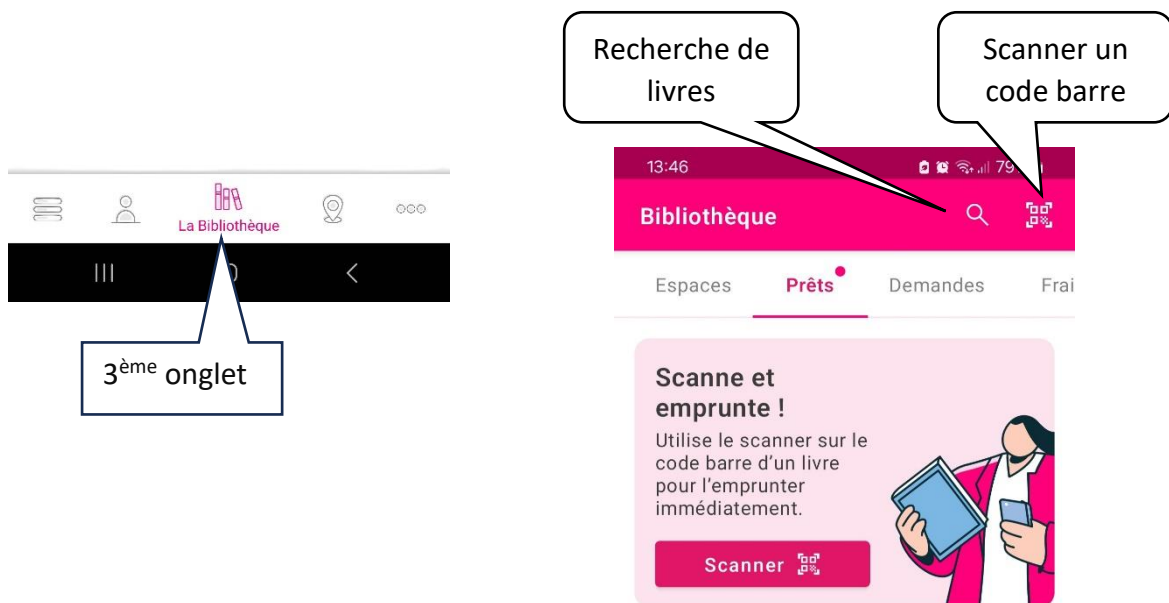 Recherche de
livres
Scanner un
code barre
La Bibliothèque
3ème onglet
13:46
79
Bibliothèque
Espaces Prêts Demandes Frai
Scanne et
emprunte !
Utilise le scanner sur le
code barre d’un livre
pour l’emprunter
immédiatement.
Scanner